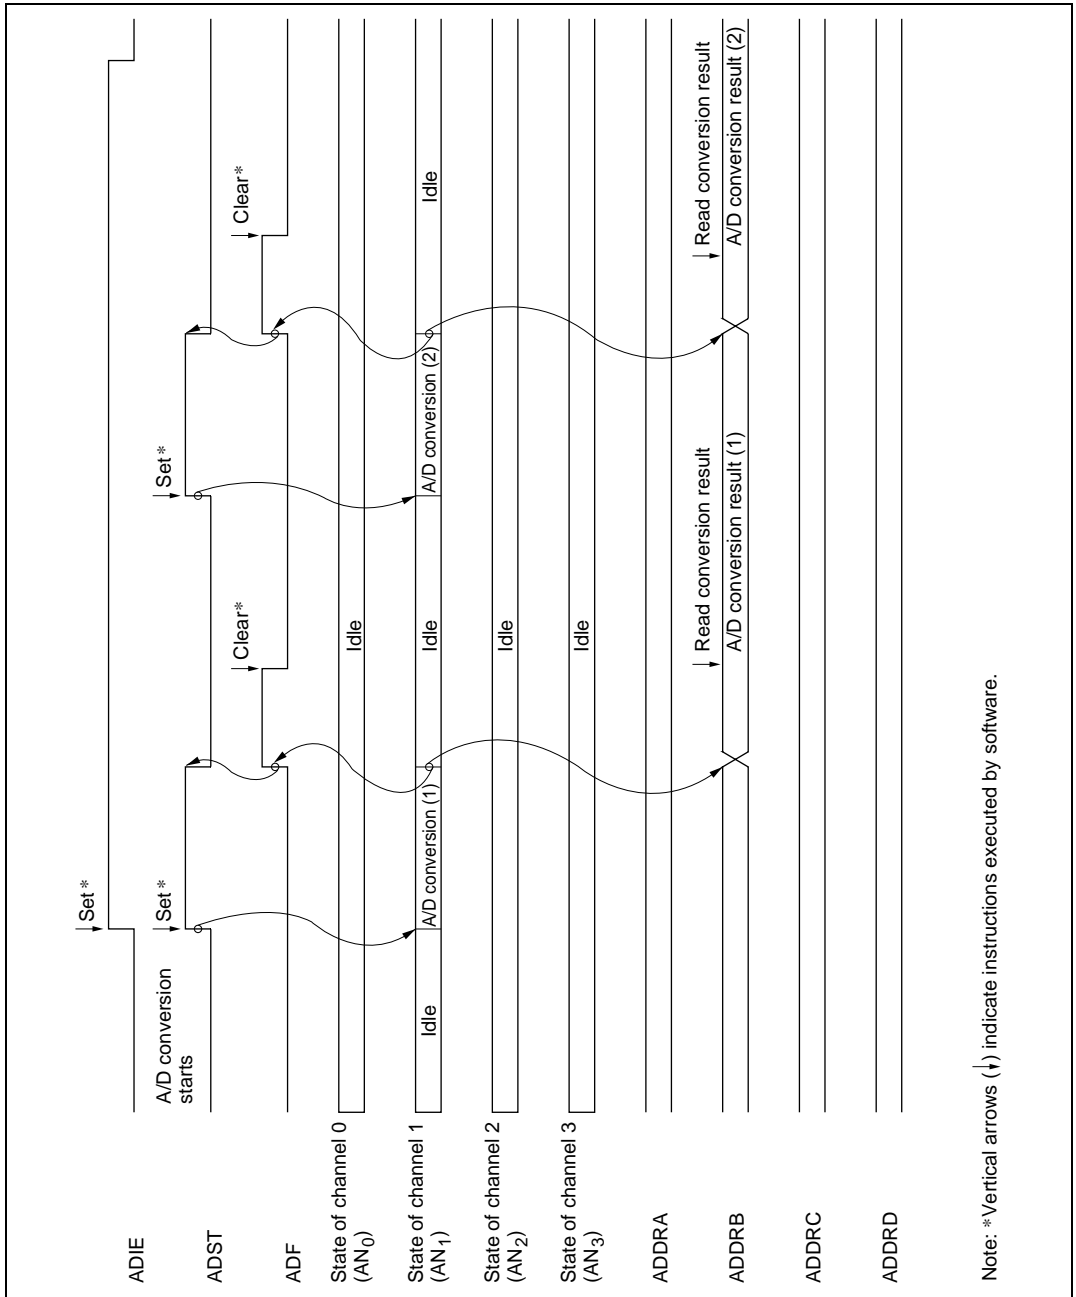 ADIE
Set*
ADST
A/D conversion
starts
Set*
Set*
ADF
Clear*
Clear*
State of channel 0
(AN0)
Idle
State of channel 1
(AN1)
Idle
A/D conversion (1)
Idle
A/D conversion (2)
Idle
State of channel 2
(AN2)
Idle
State of channel 3
(AN3)
Idle
ADDRA
ADDRB
Read conversion result
A/D conversion result (1)
Read conversion result
A/D conversion result (2)
ADDRC
ADDRD
Note: *Vertical arrows (↓) indicate instructions executed by software.